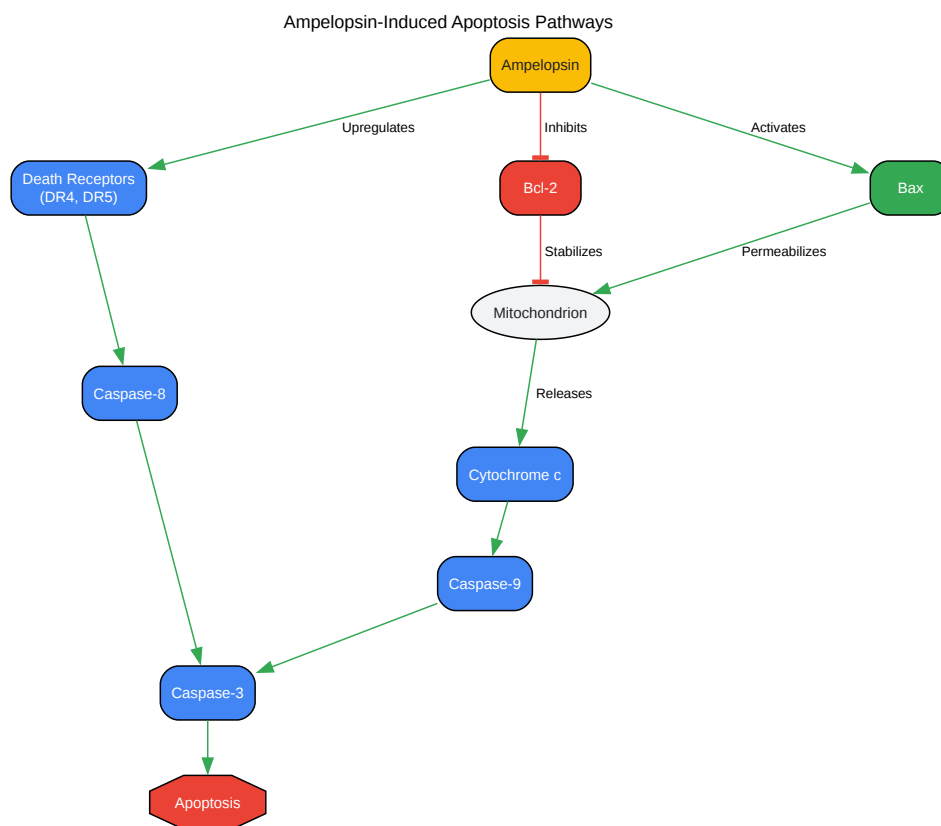 Ampelopsin-Induced Apoptosis Pathways
Ampelopsin
Upregulates
Inhibits
Activates
Death Receptors
(DR4, DR5)
Bcl-2
Bax
Stabilizes
Permeabilizes
Mitochondrion
Caspase-8
Releases
Cytochrome c
Caspase-9
Caspase-3
Apoptosis